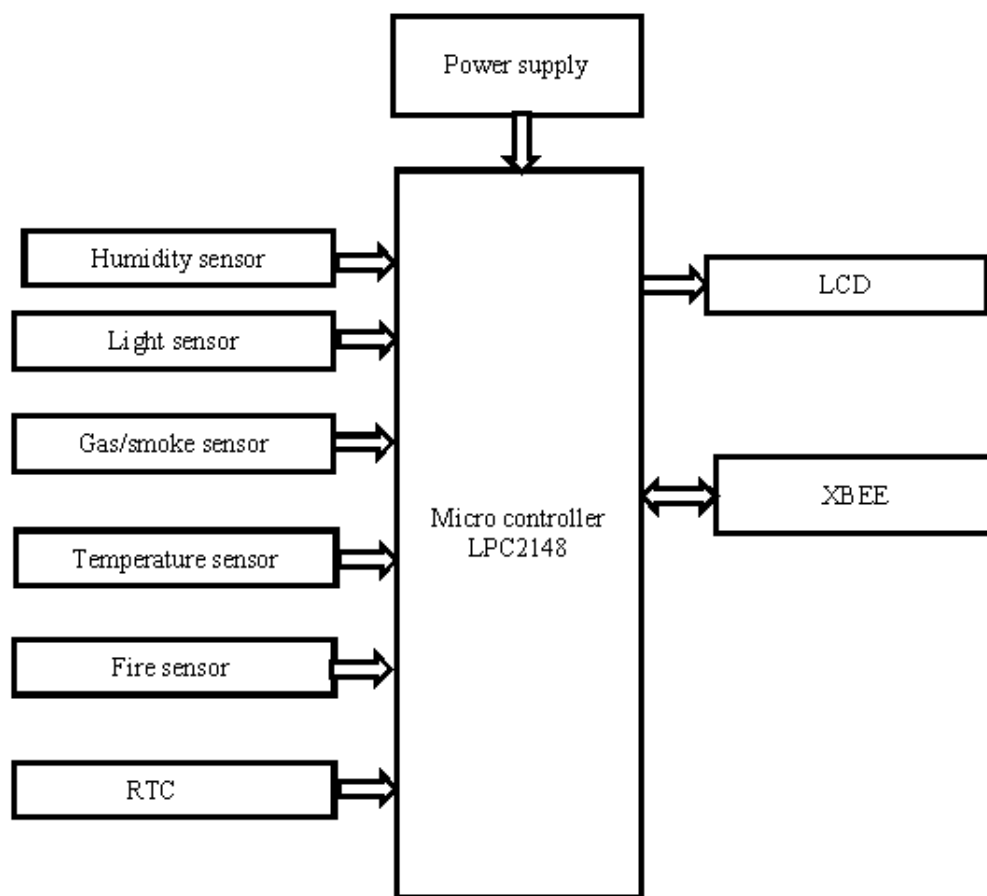 Power supply
Humidity sensor
Light sensor
Gas/smoke sensor
Temperature sensor
Fire sensor
RTC
Micro controller
LPC2148
LCD
XBEE